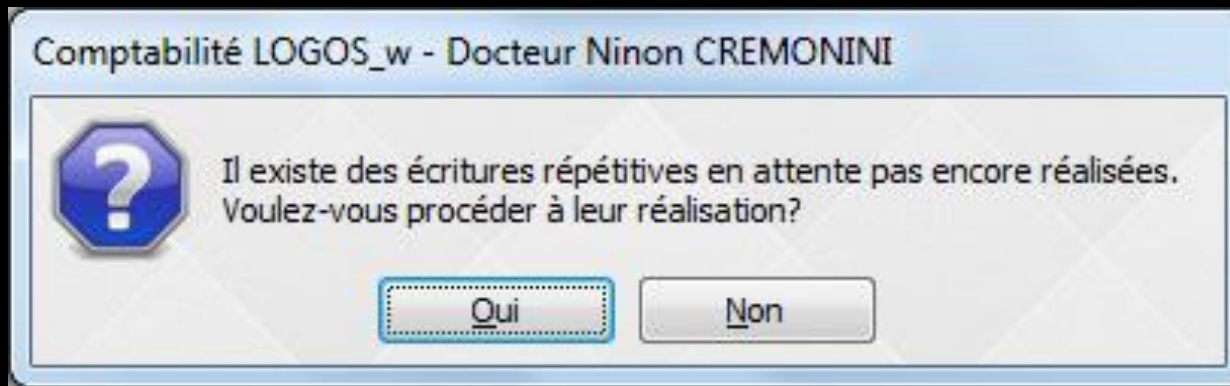 Comptabilité LOGOS_w - Docteur Ninon CREMONINI
Il existe des écritures répétitives en attente pas encore réalisées.
Voulez-vous procéder à leur réalisation?
Oui
Non